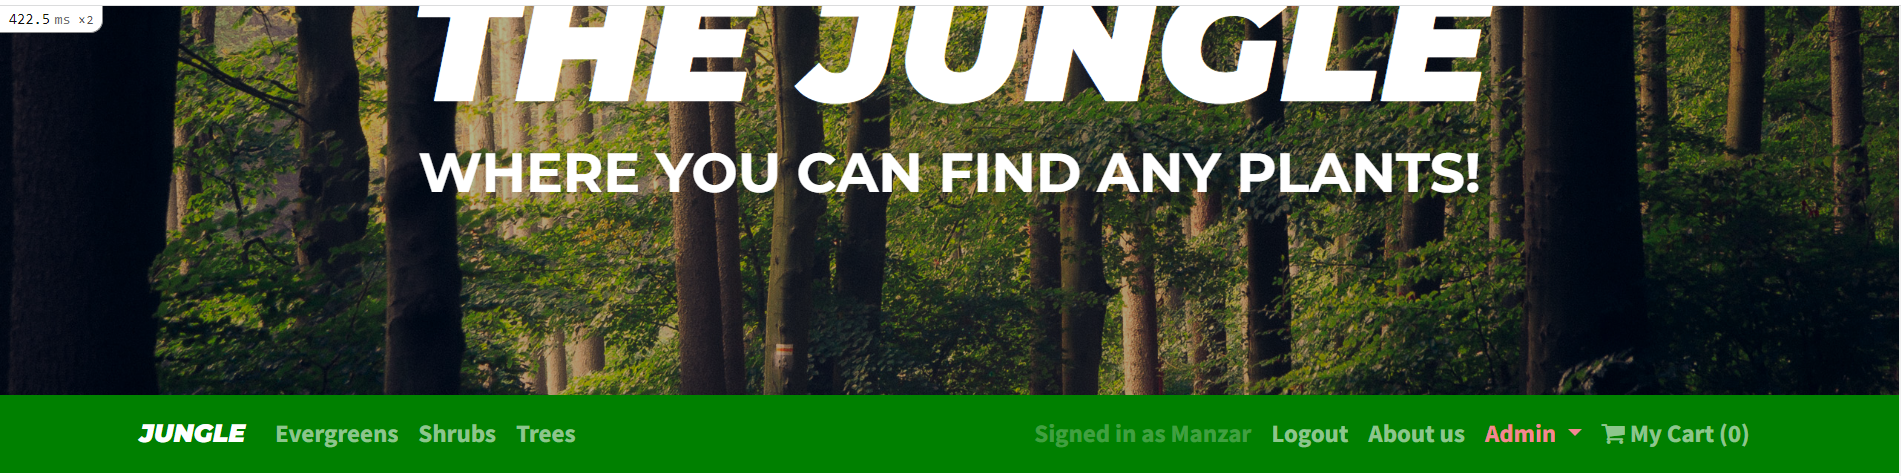 422.5 ms ×2
THE JUNGLE
WHERE YOU CAN FIND ANY PLANTS!
JUNGLE Evergreens Shrubs Trees Signed in as Manzar Logout About us Admin My Cart (0)